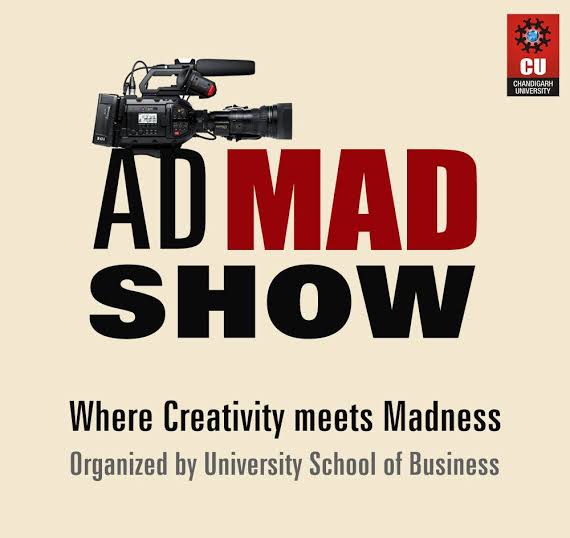 CU
CHANDIGARH
UNIVERSITY
AD MAD
SHOW
Where Creativity meets Madness
Organized by University School of Business